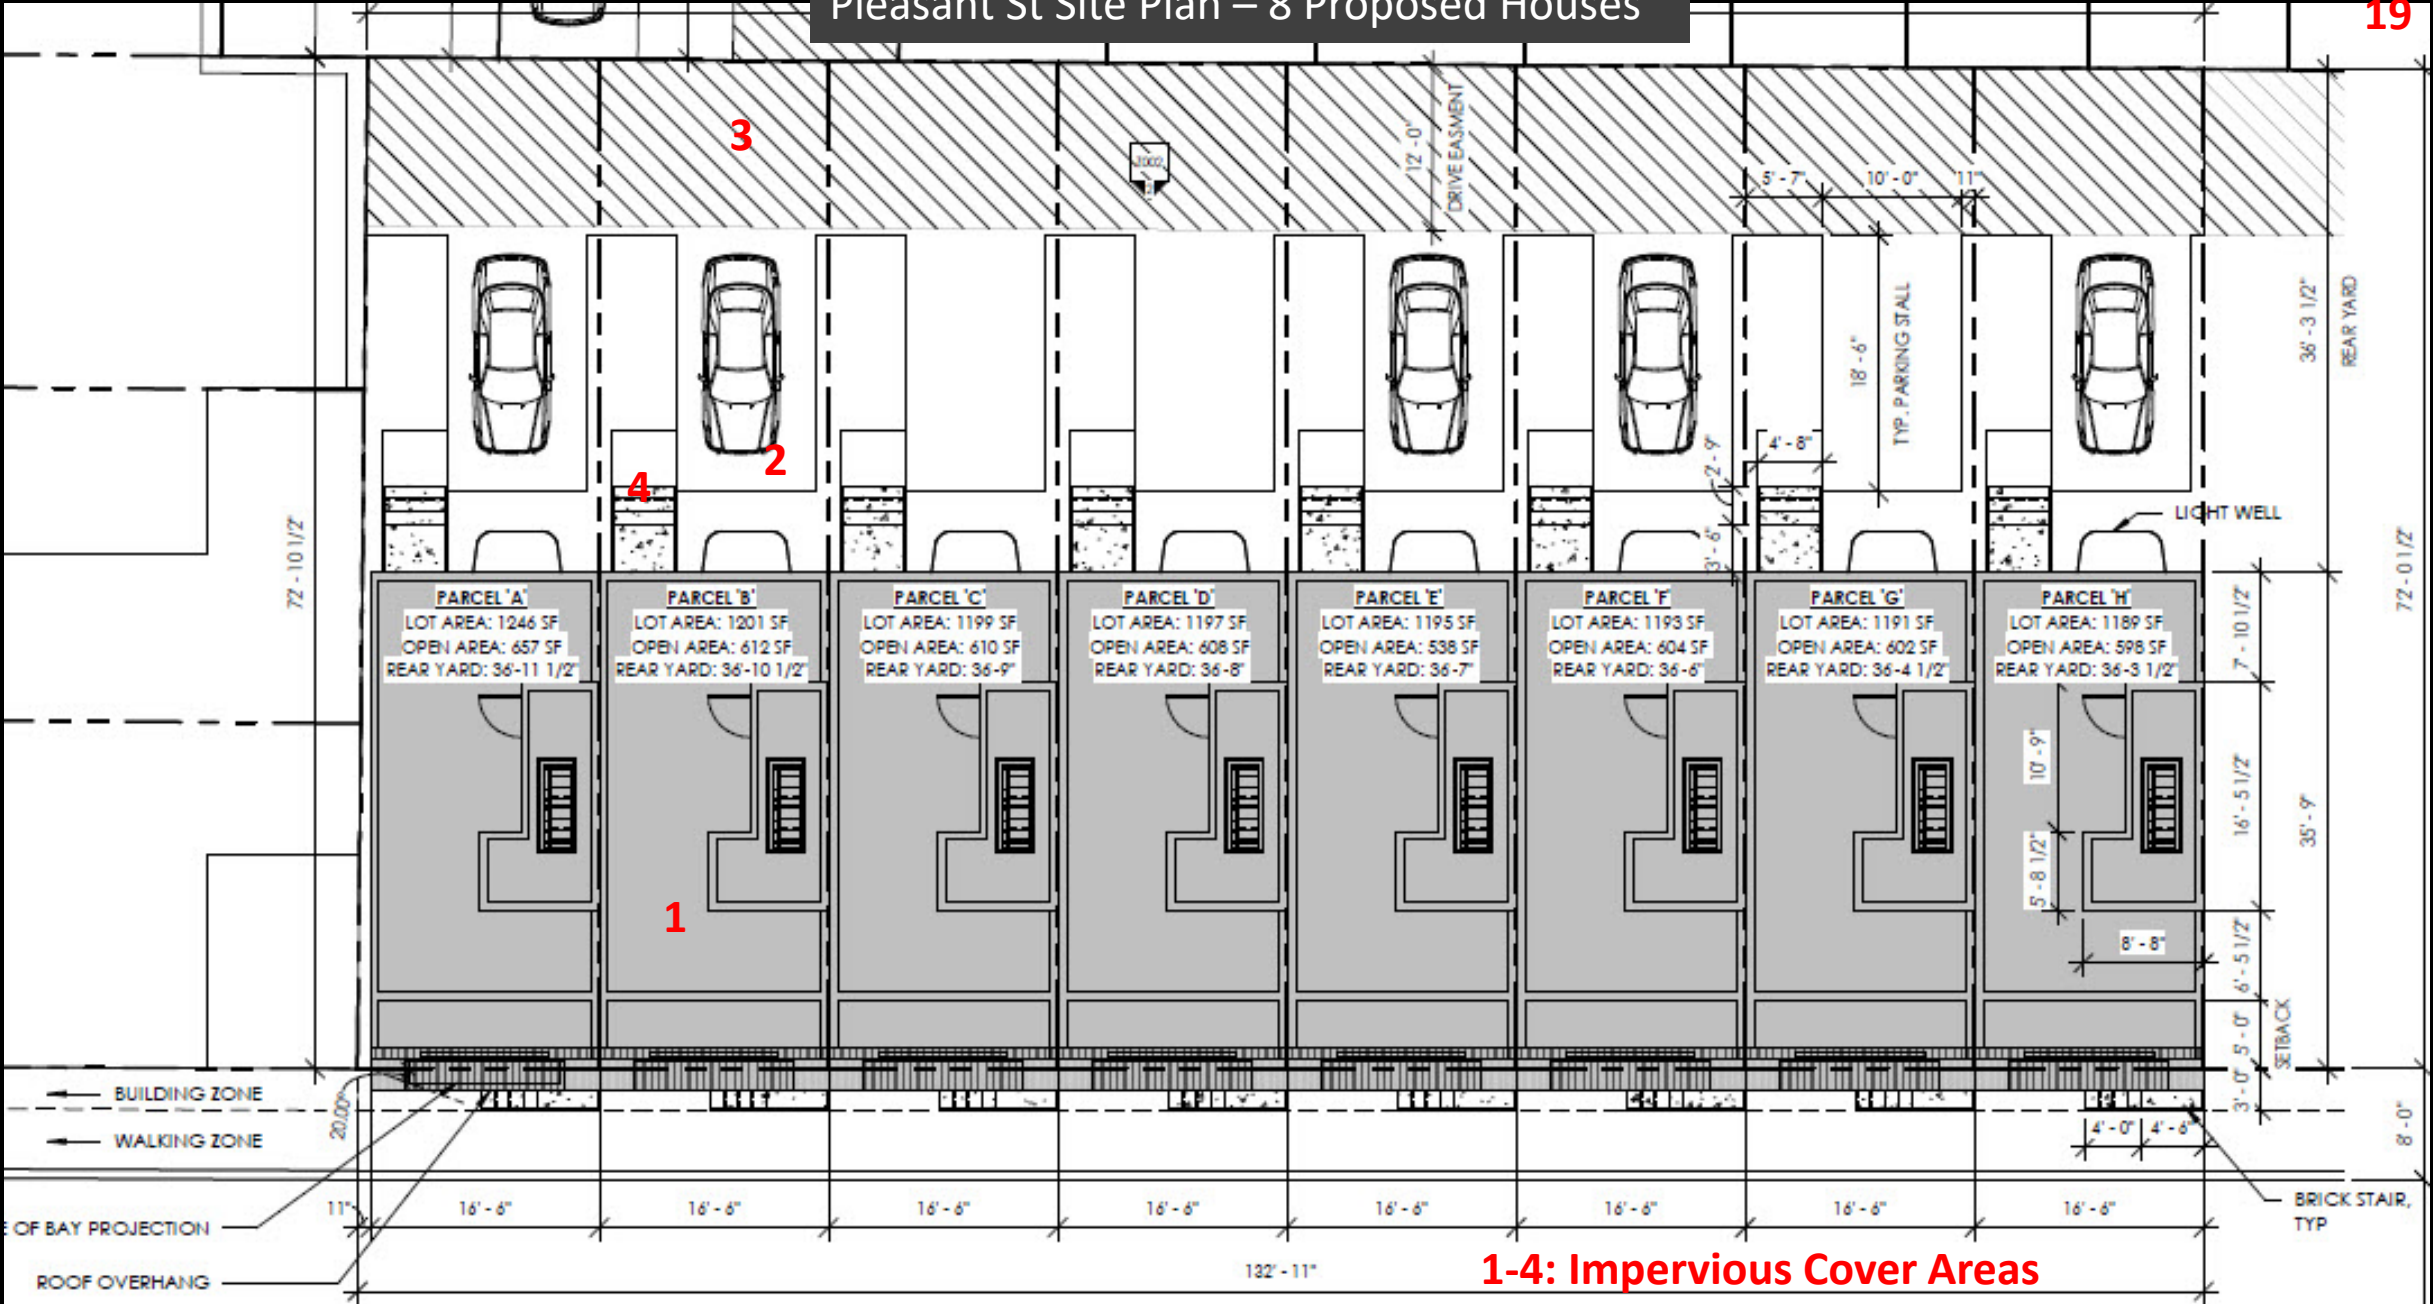 Pleasant St Site Plan – 8 Proposed Houses
19
3
12' -0"
DRIVE EASMENT
5' - 7"
10' - 0"
11"
36' - 3 1/2"
REAR YARD
18' - 6"
TYP. PARKING STALL
2
4
2' - 9"
4' - 8"
3' - 6"
LIGHT WELL
72' - 10 1/2"
72' - 0 1/2"
PARCEL 'A'
LOT AREA: 1246 SF
OPEN AREA: 657 SF
REAR YARD: 36'-11 1/2"
PARCEL 'B'
LOT AREA: 1201 SF
OPEN AREA: 612 SF
REAR YARD: 36'-10 1/2"
PARCEL 'C'
LOT AREA: 1199 SF
OPEN AREA: 610 SF
REAR YARD: 36-9"
PARCEL 'D'
LOT AREA: 1197 SF
OPEN AREA: 608 SF
REAR YARD: 36-8"
PARCEL 'E'
LOT AREA: 1195 SF
OPEN AREA: 538 SF
REAR YARD: 36-7"
PARCEL 'F'
LOT AREA: 1193 SF
OPEN AREA: 604 SF
REAR YARD: 36-6"
PARCEL 'G'
LOT AREA: 1191 SF
OPEN AREA: 602 SF
REAR YARD: 36-4 1/2"
PARCEL 'H'
LOT AREA: 1189 SF
OPEN AREA: 598 SF
REAR YARD: 36-3 1/2"
7' - 10 1/2"
10' - 9"
16' - 5 1/2"
35' - 9"
5' - 8 1/2"
1
8' - 8"
6' - 5 1/2"
5' - 0"
SETBACK
3' - 0"
BUILDING ZONE
WALKING ZONE
20.00°
4' - 0"
4' - 6"
8' - 0"
11"
16' - 6"
16' - 6"
16' - 6"
16' - 6"
16' - 6"
16' - 6"
16' - 6"
16' - 6"
BRICK STAIR,
TYP
E OF BAY PROJECTION
ROOF OVERHANG
132' - 11"
1-4: Impervious Cover Areas